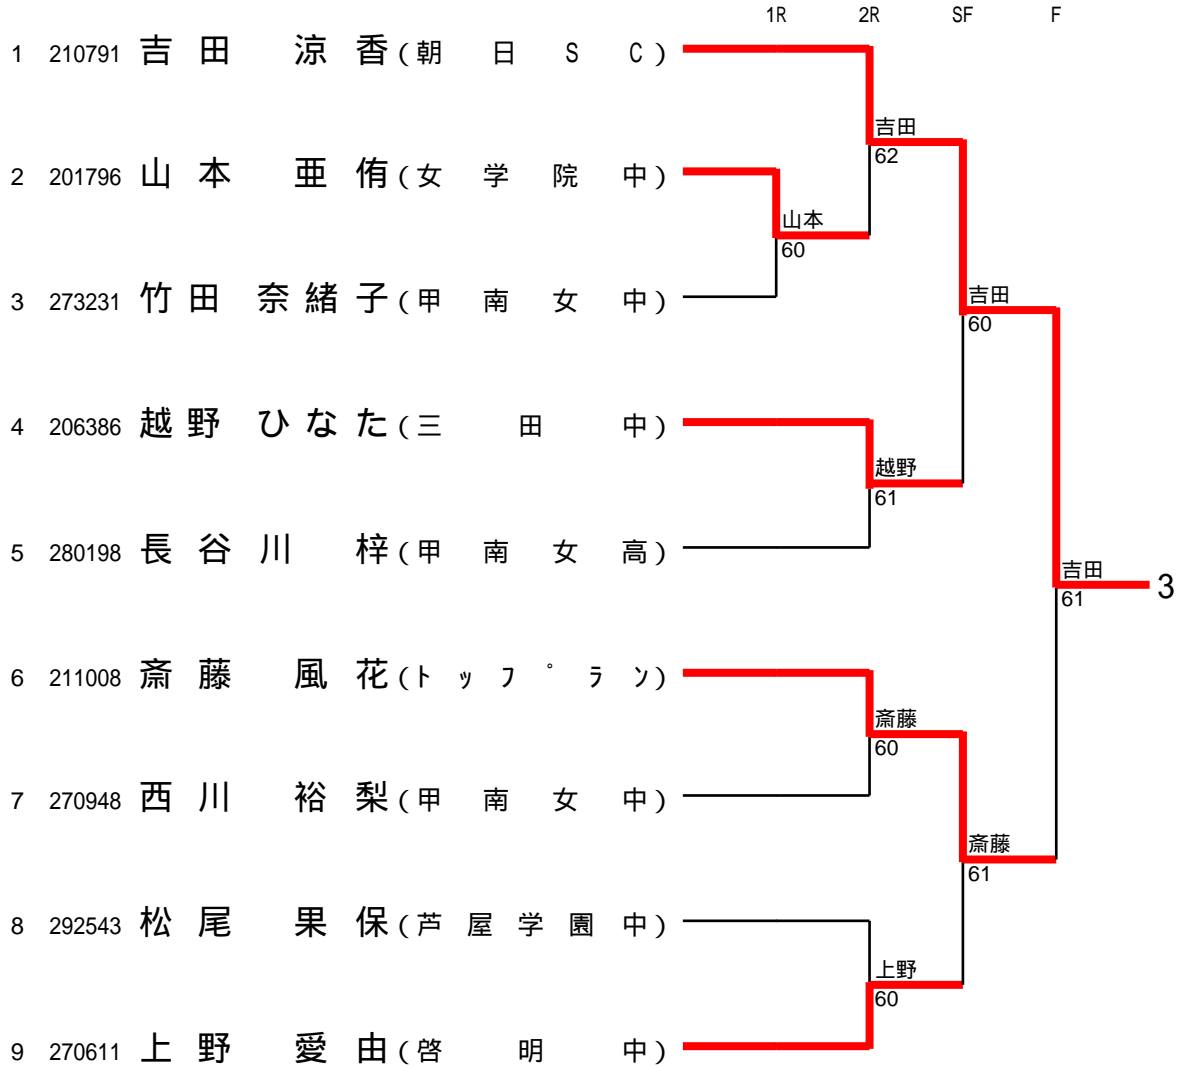 1R 2R SF F
1 210791 吉田 涼香(朝日SC)
吉田
62
2 201796 山本 亜侑(女学院中)
山本
60
3 273231 竹田 奈緒子(甲南女中)
吉田
60
4 206386 越野 ひなた(三田中)
越野
61
5 280198 長谷川 梓(甲南女高)
吉田
61
3
6 211008 斎藤 風花(トップラン)
斎藤
60
7 270948 西川 裕梨(甲南女中)
斎藤
61
8 292543 松尾 果保(芦屋学園中)
上野
60
9 270611 上野 愛由(啓明中)